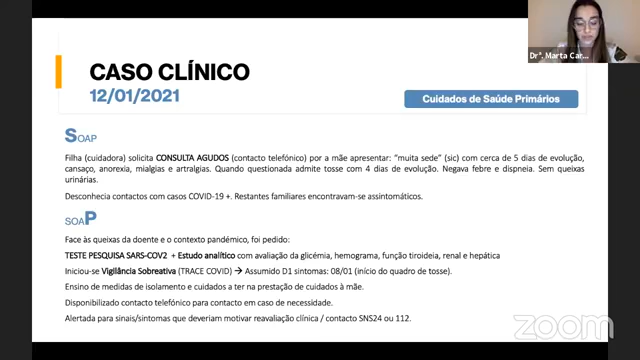 Drª. Marta Car...
CASO CLÍNICO
12/01/2021
Cuidados de Saúde Primários
SOAP
Filha (cuidadora) solicita CONSULTA AGUDOS (contacto telefónico) por a mãe apresentar: “muita sede” (sic) com cerca de 5 dias de evolução,
cansaço, anorexia, mialgias e artralgias. Quando questionada admite tosse com 4 dias de evolução. Negava febre e dispneia. Sem queixas
urinárias.
Desconhecia contactos com casos COVID-19 +. Restantes familiares encontravam-se assintomáticos.
SOAP
Face às queixas da doente e o contexto pandémico, foi pedido:
TESTE PESQUISA SARS-COV2 + Estudo analítico com avaliação da glicémia, hemograma, função tiroideia, renal e hepática
Iniciou-se Vigilância Sobreativa (TRACE COVID) → Assumido D1 sintomas: 08/01 (início do quadro de tosse).
Ensino de medidas de isolamento e cuidados a ter na prestação de cuidados à mãe.
Disponibilizado contacto telefónico para contacto em caso de necessidade.
Alertada para sinais/sintomas que deveriam motivar reavaliação clínica / contacto SNS24 ou 112.
zoom